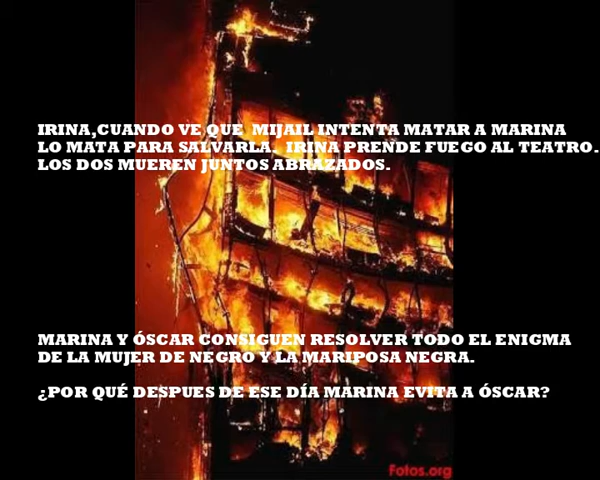 IRINA,CUANDO VE QUE MIJAIL INTENTA MATAR A MARINA
LO MATA PARA SALVARLA. IRINA PRENDE FUEGO AL TEATRO.
LOS DOS MUEREN JUNTOS ABRAZADOS.
MARINA Y ÓSCAR CONSIGUEN RESOLVER TODO EL ENIGMA
DE LA MUJER DE NEGRO Y LA MARIPOSA NEGRA.
¿POR QUÉ DESPUES DE ESE DÍA MARINA EVITA A ÓSCAR?
Fotos.org